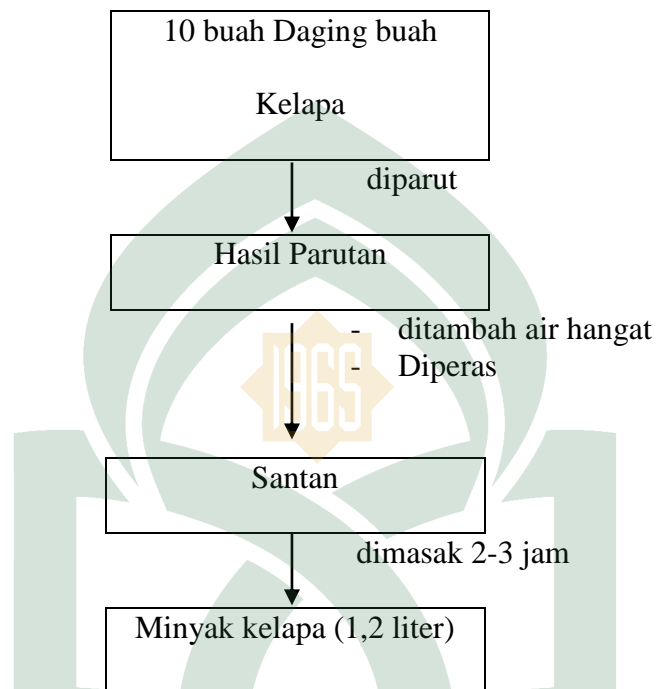 10 buah Daging buah
Kelapa
diparut
Hasil Parutan
- ditambah air hangat
- Diperas
1965
Santan
dimasak 2-3 jam
Minyak kelapa (1,2 liter)